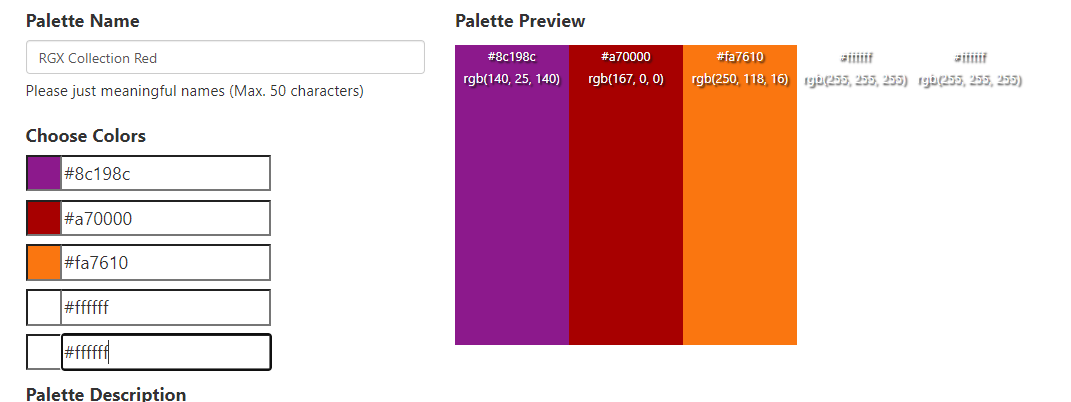 Palette Name
RGX Collection Red
Please just meaningful names (Max. 50 characters)
Choose Colors
#8c198c
#a70000
#fa7610
#ffffff
#ffffff
Palette Description
Palette Preview
#8c198c #a70000 #fa7610 #ffffff #ffffff
rgb(140, 25, 140) rgb(167, 0, 0) rgb(250, 118, 16) rgb(255, 255, 255) rgb(255, 255, 255)